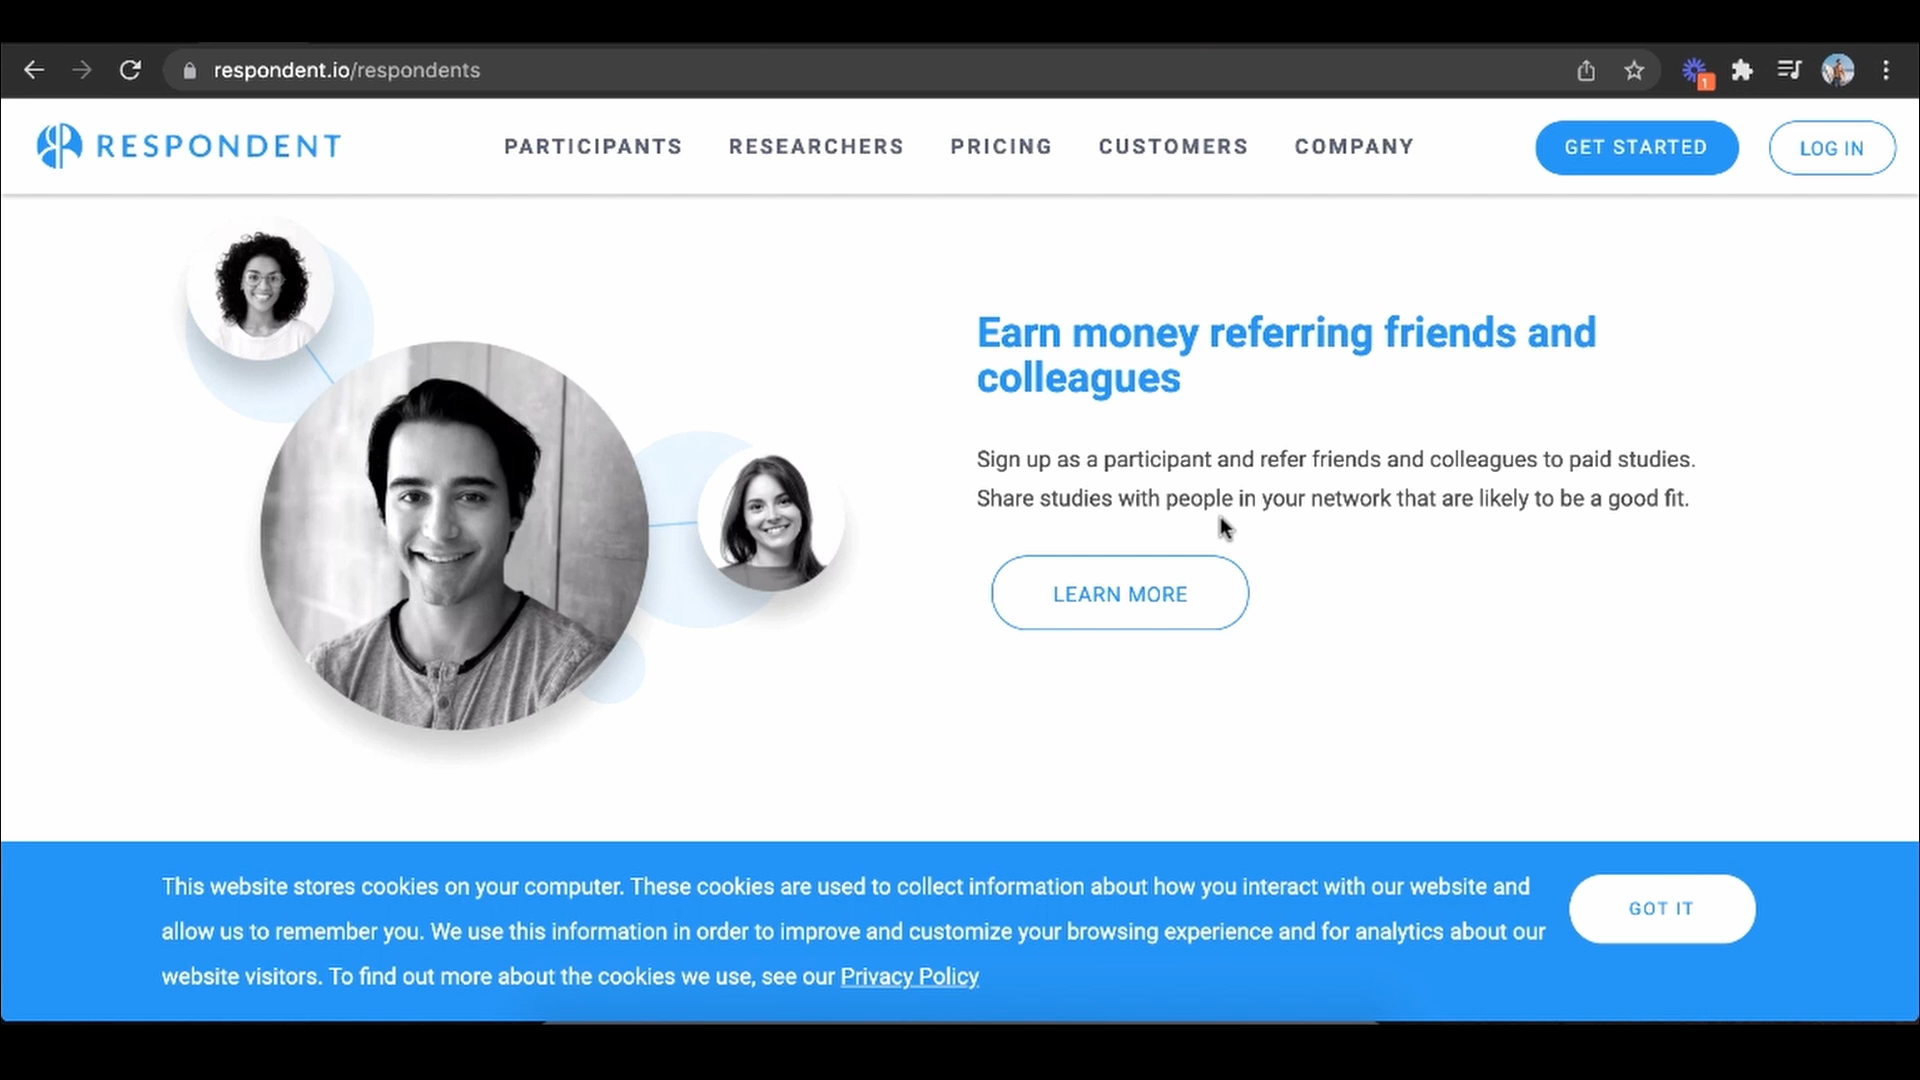 respondent.io/respondents
1
RESPONDENT
PARTICIPANTS
RESEARCHERS
PRICING
CUSTOMERS
COMPANY
GET STARTED
LOG IN
Earn money referring friends and
colleagues
Sign up as a participant and refer friends and colleagues to paid studies.
Share studies with people in your network that are likely to be a good fit.
LEARN MORE
This website stores cookies on your computer. These cookies are used to collect information about how you interact with our website and
allow us to remember you. We use this information in order to improve and customize your browsing experience and for analytics about our
website visitors. To find out more about the cookies we use, see our Privacy Policy
GOT IT